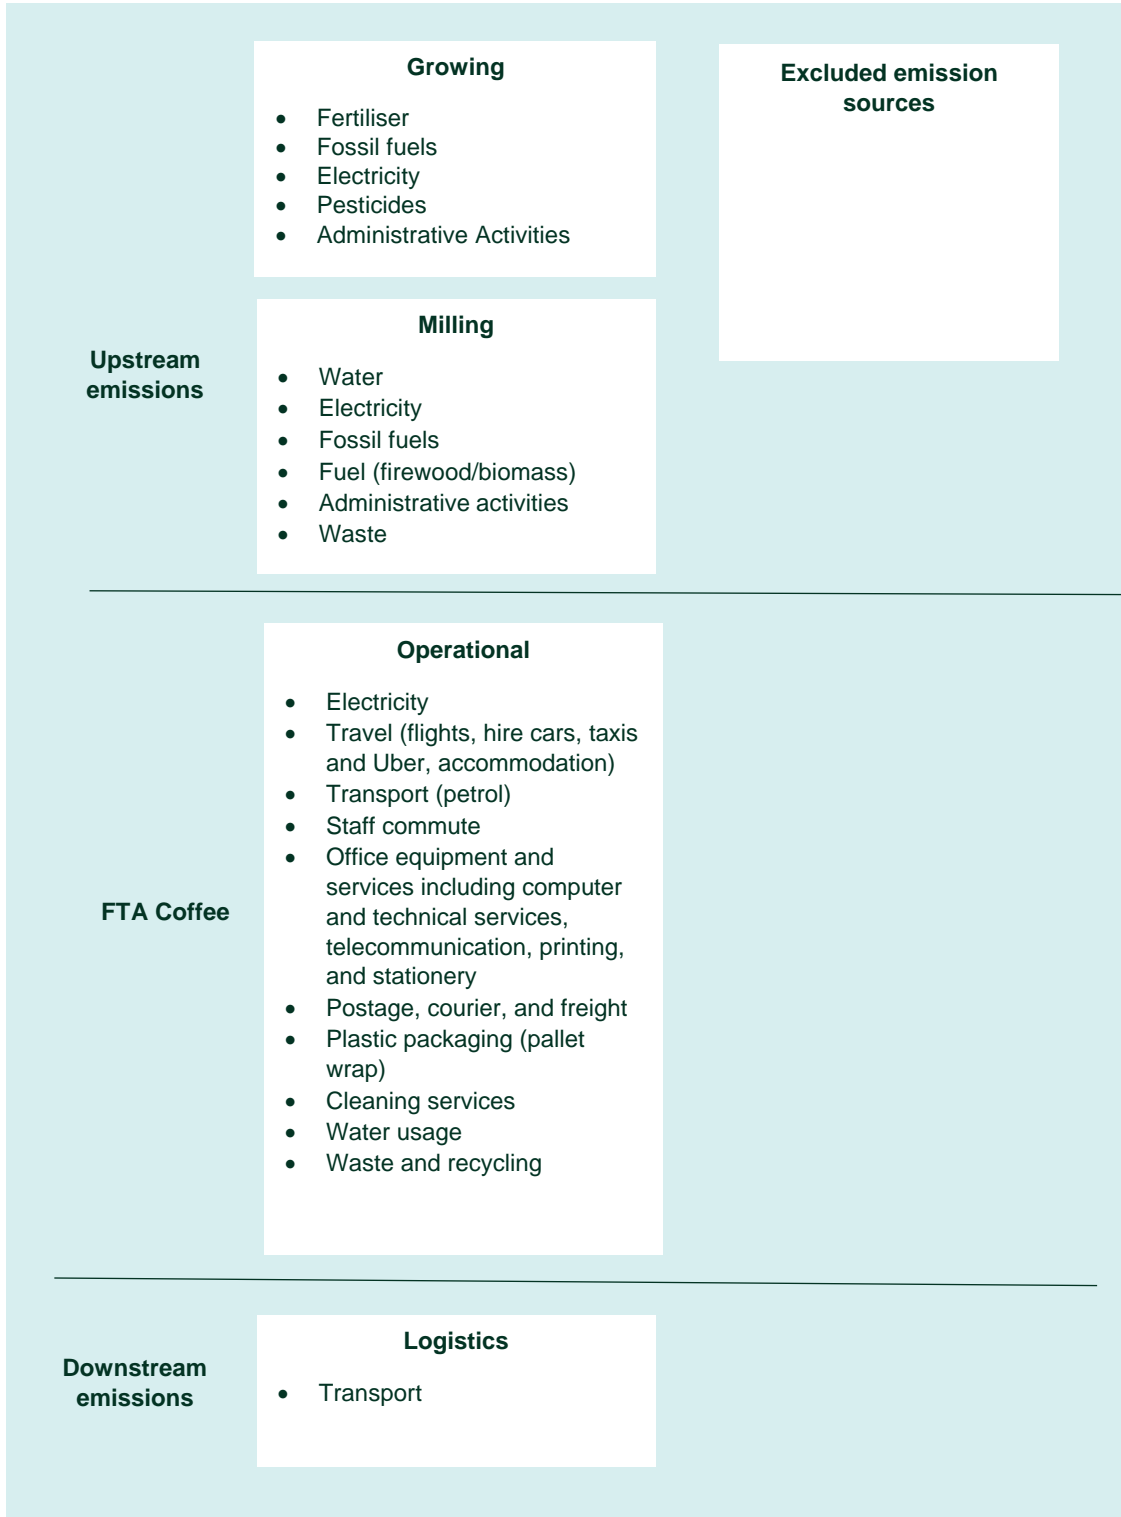 Growing
• Fertiliser
• Fossil fuels
• Electricity
• Pesticides
• Administrative Activities
Excluded emission
sources
Upstream
emissions
Milling
• Water
• Electricity
• Fossil fuels
• Fuel (firewood/biomass)
• Administrative activities
• Waste
FTA Coffee
Operational
• Electricity
• Travel (flights, hire cars, taxis
and Uber, accommodation)
• Transport (petrol)
• Staff commute
• Office equipment and
services including computer
and technical services,
telecommunication, printing,
and stationery
• Postage, courier, and freight
• Plastic packaging (pallet
wrap)
• Cleaning services
• Water usage
• Waste and recycling
Downstream
emissions
Logistics
• Transport